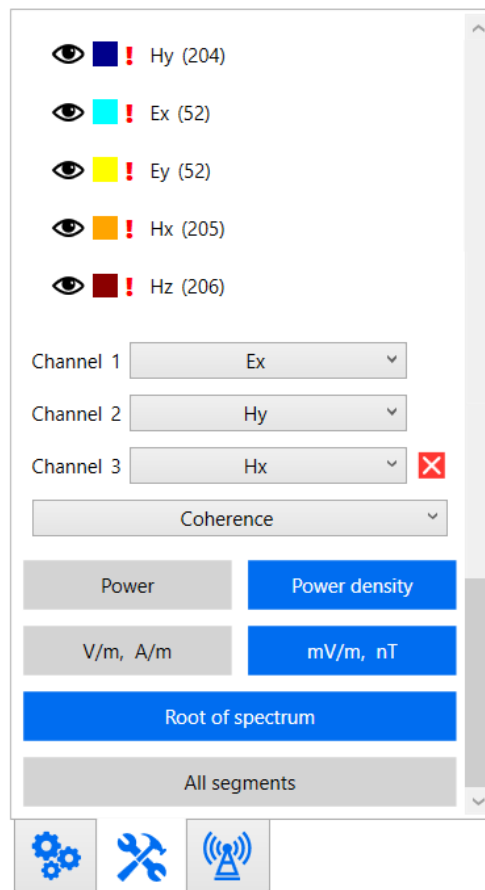 Hy (204)
Ex (52)
Ey (52)
Hx (205)
Hz (206)
Channel 1 Ex
Channel 2 Hy
Channel 3 Hx
Coherence
Power Power density
V/m, A/m mV/m, nT
Root of spectrum
All segments